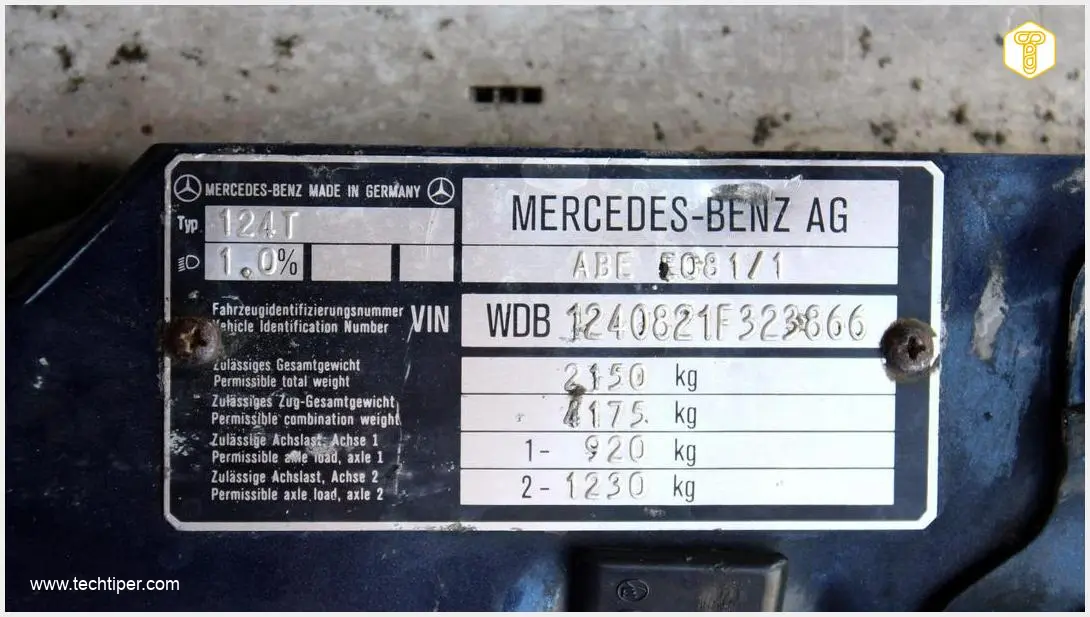 MERCEDES-BENZ MADE IN GERMANY
MERCEDES-BENZ AG
Typ 124T
ABE E081/1
1.0%
Fahrzeugidentifizierungsnummer
Vehicle Identification Number
VIN
WDB 1240821F323866
Zulässiges Gesamtgewicht
Permissible total weight
2150 kg
Zulässiges Zug-Gesamtgewicht
Permissible combination weight
4175 kg
Zulässige Achslast, Achse 1
Permissible axle load, axle 1
1- 920 kg
Zulässige Achslast, Achse 2
Permissible axle load, axle 2
2- 1230 kg
www.techtiper.com